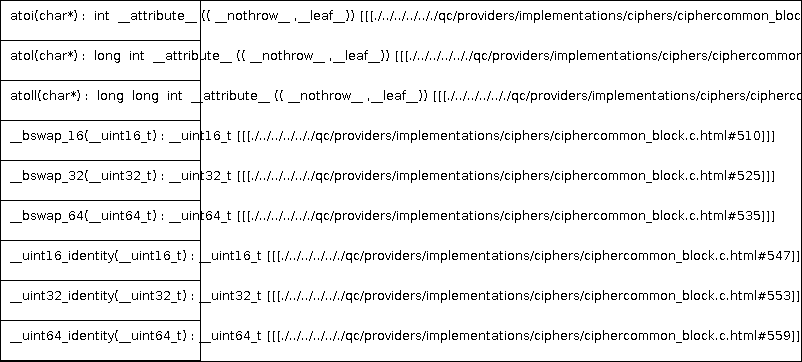 atoi(char*) : int __attribute__ (( __nothrow__ ,__leaf__)) [[[./../../../../../qc/providers/implementations/ciphers/ciphercommon_bloc
atol(char*) : long int __attribute__ (( __nothrow__ ,__leaf__)) [[[./../../../../../qc/providers/implementations/ciphers/ciphercommon
atoll(char*) : long long int __attribute__ (( __nothrow__ ,__leaf__)) [[[./../../../../../qc/providers/implementations/ciphers/cipherco
__bswap_16(__uint16_t) : __uint16_t [[[./../../../../../qc/providers/implementations/ciphers/ciphercommon_block.c.html#510]]]
__bswap_32(__uint32_t) : __uint32_t [[[./../../../../../qc/providers/implementations/ciphers/ciphercommon_block.c.html#525]]]
__bswap_64(__uint64_t) : __uint64_t [[[./../../../../../qc/providers/implementations/ciphers/ciphercommon_block.c.html#535]]]
__uint16_identity(__uint16_t) : __uint16_t [[[./../../../../../qc/providers/implementations/ciphers/ciphercommon_block.c.html#547]]
__uint32_identity(__uint32_t) : __uint32_t [[[./../../../../../qc/providers/implementations/ciphers/ciphercommon_block.c.html#553]]
__uint64_identity(__uint64_t) : __uint64_t [[[./../../../../../qc/providers/implementations/ciphers/ciphercommon_block.c.html#559]]